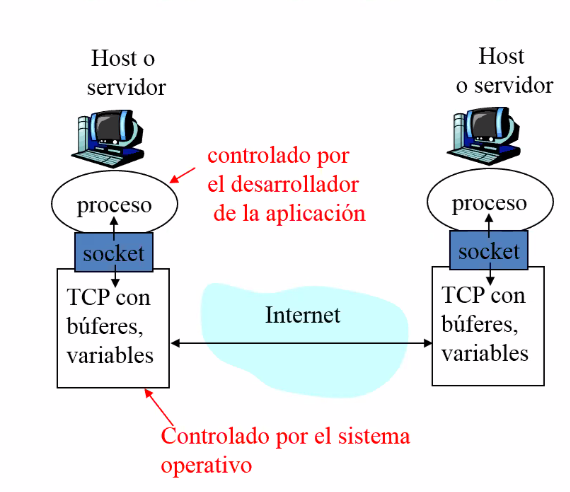 Host o
servidor
Host
o servidor
controlado por
el desarrollador
de la aplicación
proceso
proceso
socket
socket
TCP con
búferes,
variables
Internet
TCP con
búferes,
variables
Controlado por el sistema
operativo